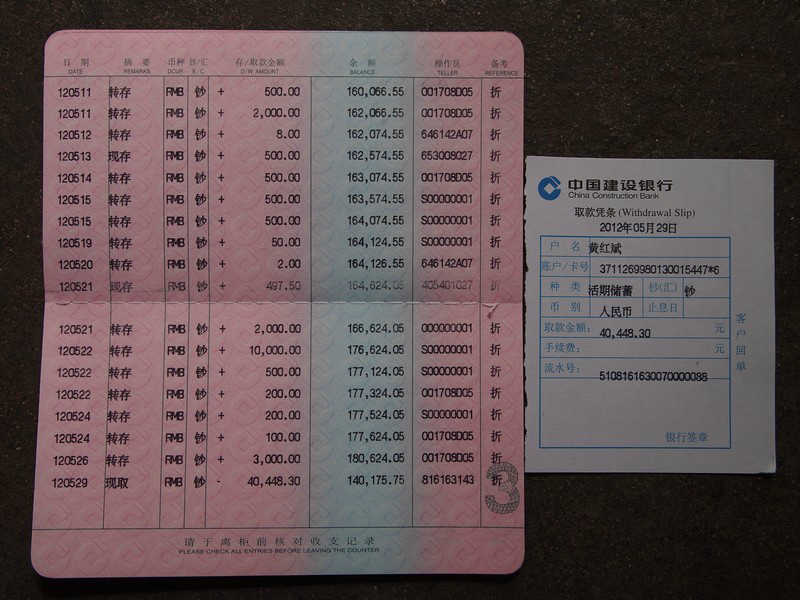 日期 摘要 币种 钞/汇 存/取款金额 余额 操作员 备考
DATE REMARKS DCUR R/C D/W AMOUNT BALANCE TELLER REFERENCE
120511 转存 RMB 钞 + 500.00 160,066.55 001708D05 折
120511 转存 RMB 钞 + 2,000.00 162,066.55 001708D05 折
120512 转存 RMB 钞 + 8.00 162,074.55 646142A07 折
120513 现存 RMB 钞 + 500.00 162,574.55 653008027 折
120514 转存 RMB 钞 + 500.00 163,074.55 001708D05 折
120515 转存 RMB 钞 + 500.00 163,574.55 S00000001 折
120515 转存 RMB 钞 + 500.00 164,074.55 S00000001 折
120519 转存 RMB 钞 + 50.00 164,124.55 S00000001 折
120520 转存 RMB 钞 + 2.00 164,126.55 646142A07 折
120521 现存 RMB 钞 + 497.50 164,624.05 405401027 折
120521 转存 RMB 钞 + 2,000.00 166,624.05 000000001 折
120522 转存 RMB 钞 + 10,000.00 176,624.05 S00000001 折
120522 转存 RMB 钞 + 500.00 177,124.05 S00000001 折
120522 转存 RMB 钞 + 200.00 177,324.05 001708D05 折
120524 转存 RMB 钞 + 200.00 177,524.05 S00000001 折
120524 转存 RMB 钞 + 100.00 177,624.05 001708D05 折
120526 转存 RMB 钞 + 3,000.00 180,624.05 001708D05 折
120529 现取 RMB 钞 - 40,448.30 140,175.75 816163143 折
3
请于离柜前核对收支记录
PLEASE CHECK ALL ENTRIES BEFORE LEAVING THE COUNTER
中国建设银行
China Construction Bank
取款凭条 (Withdrawal Slip)
2012年05月29日
户名 黄红斌
账户/卡号 3711269980130015447*6
种类 活期储蓄 钞(汇) 钞
币别 人民币 止息日
取款金额: 40,448.30 元
手续费: 元
流水号: 5108161630070000088
银行签章
客户回单